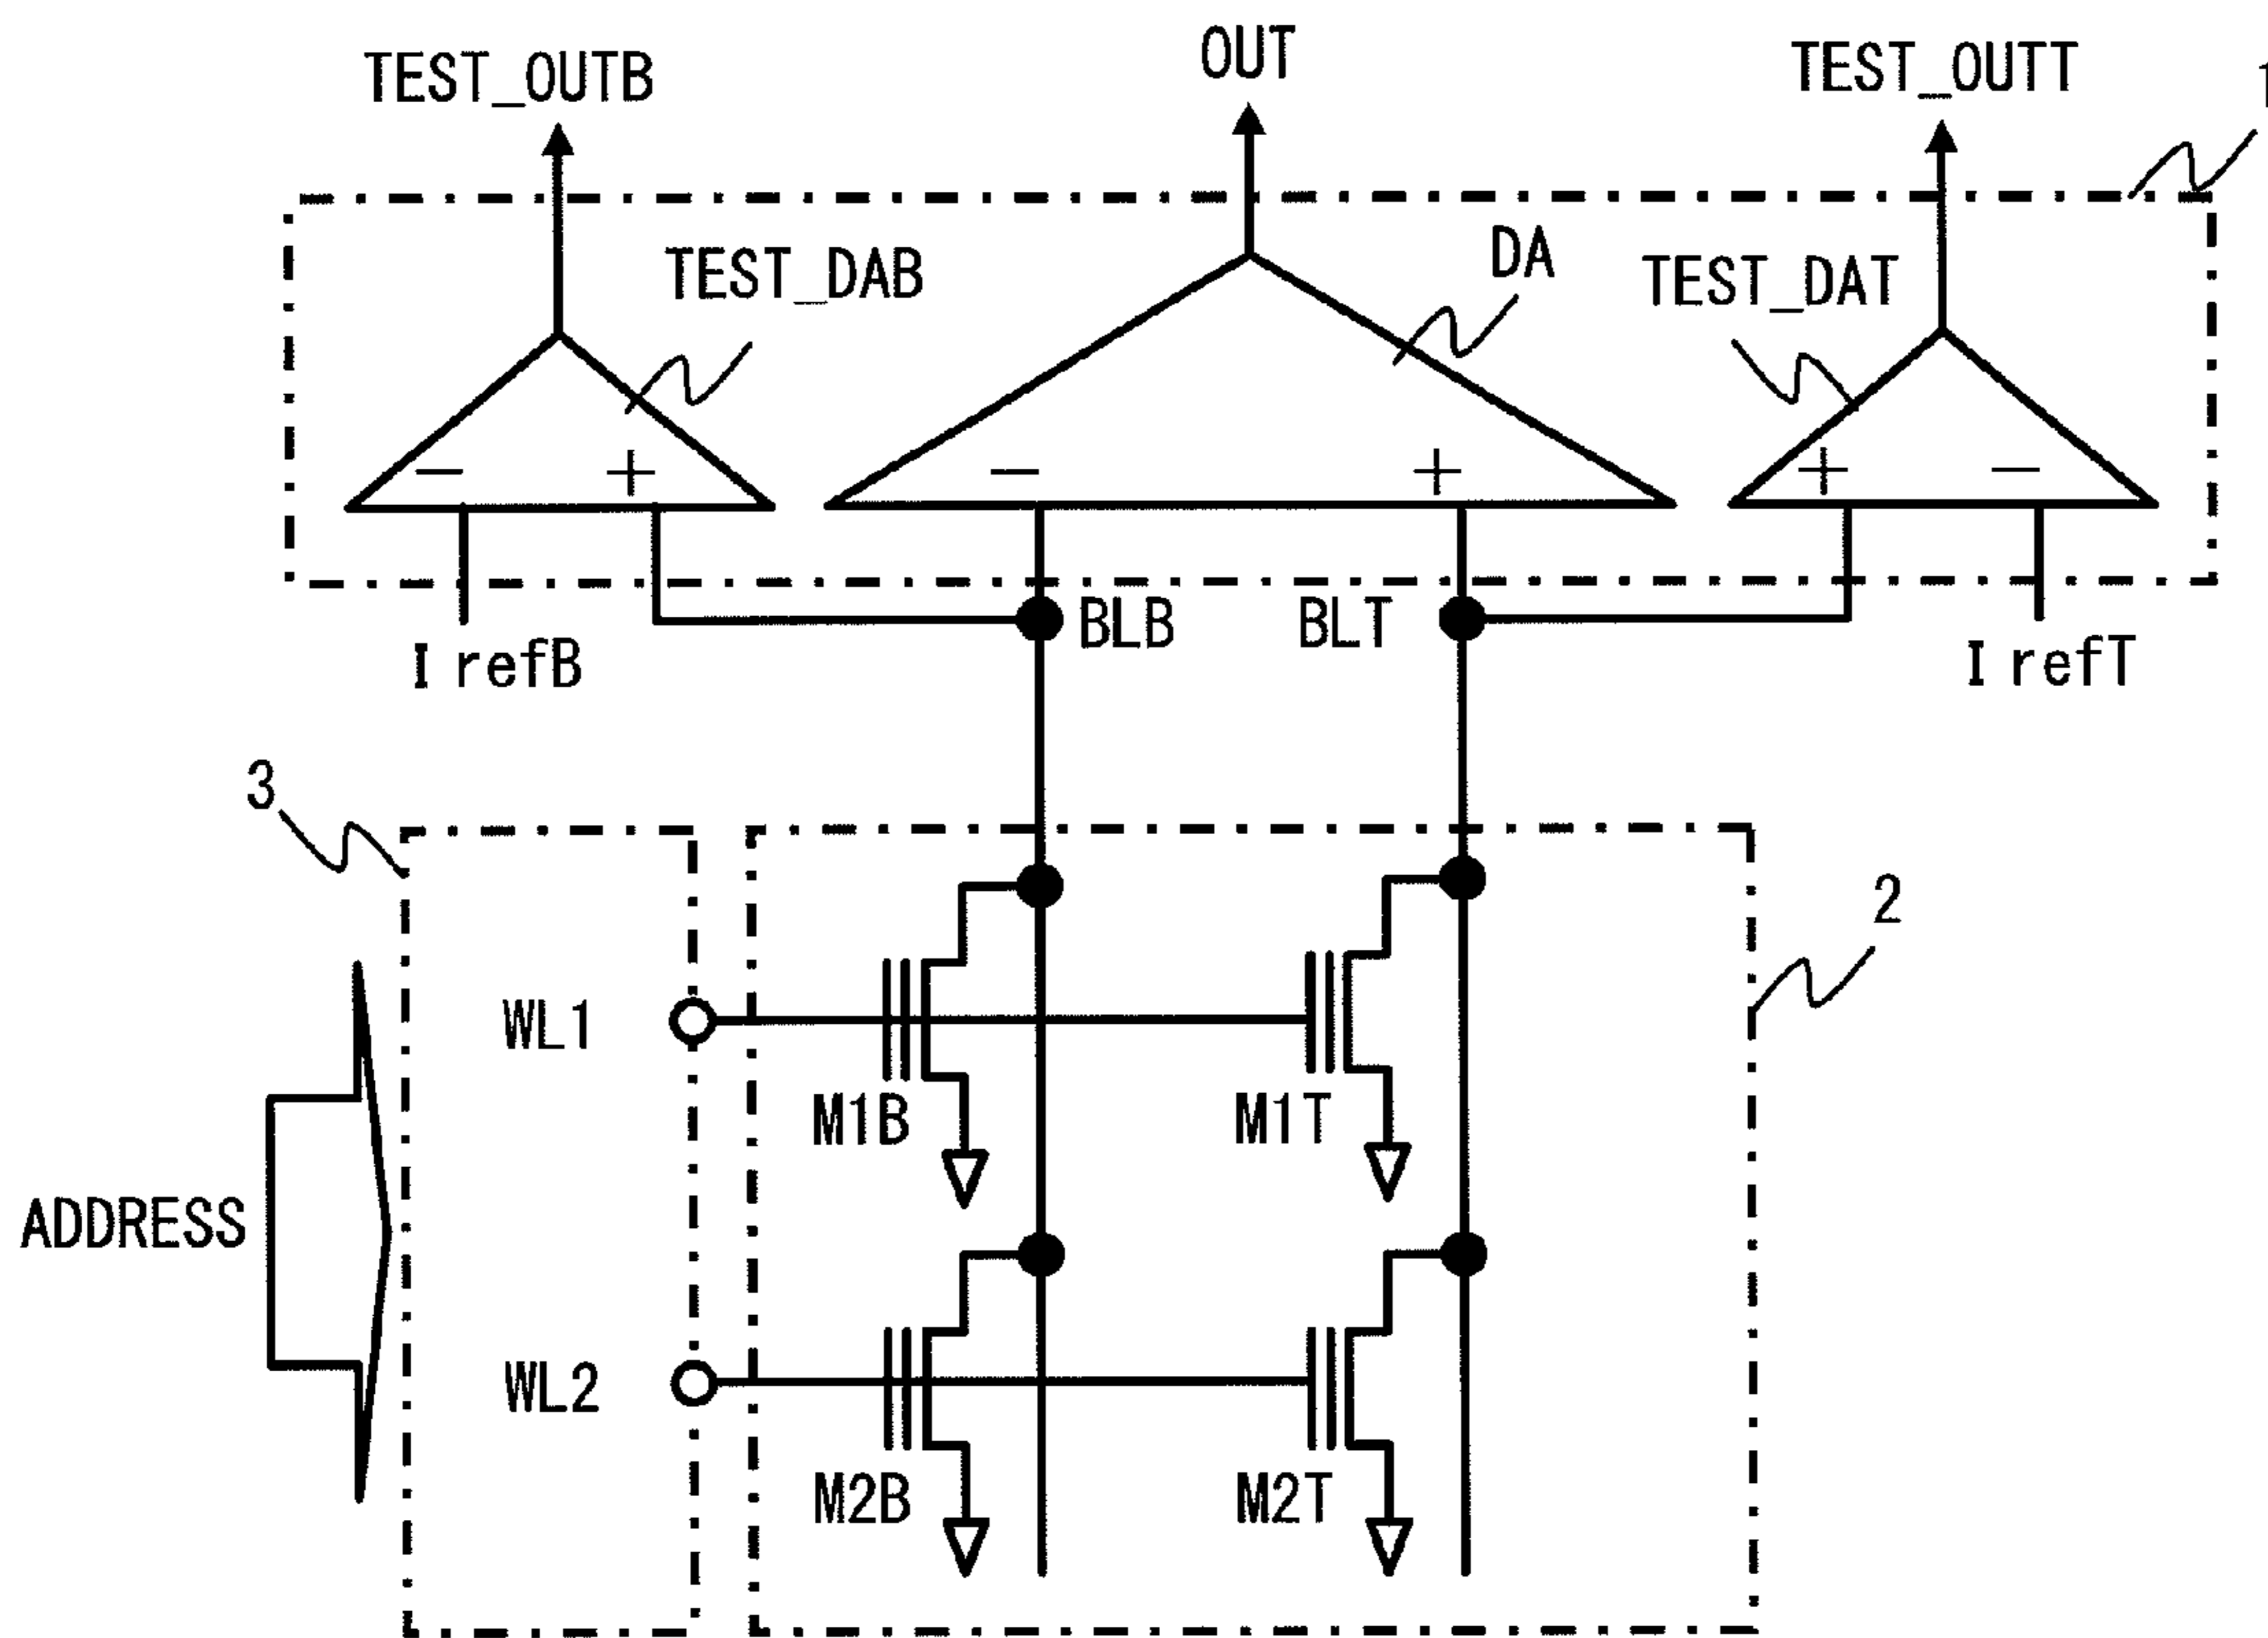 TEST_OUTB
OUT
TEST_OUTT
1
TEST_DAB
DA
TEST_DAT
− +
− +
+ −
BLB
BLT
I refB
I refT
3
2
WL1
M1B
M1T
ADDRESS
WL2
M2B
M2T